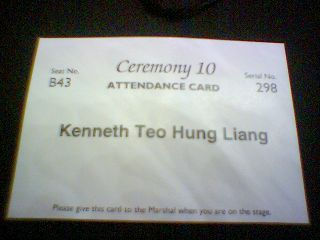 Seat No. Ceremony 10 Serial No.
B43 ATTENDANCE CARD 298
Kenneth Teo Hung Liang
Please give this card to the Marshal when you are on the stage.